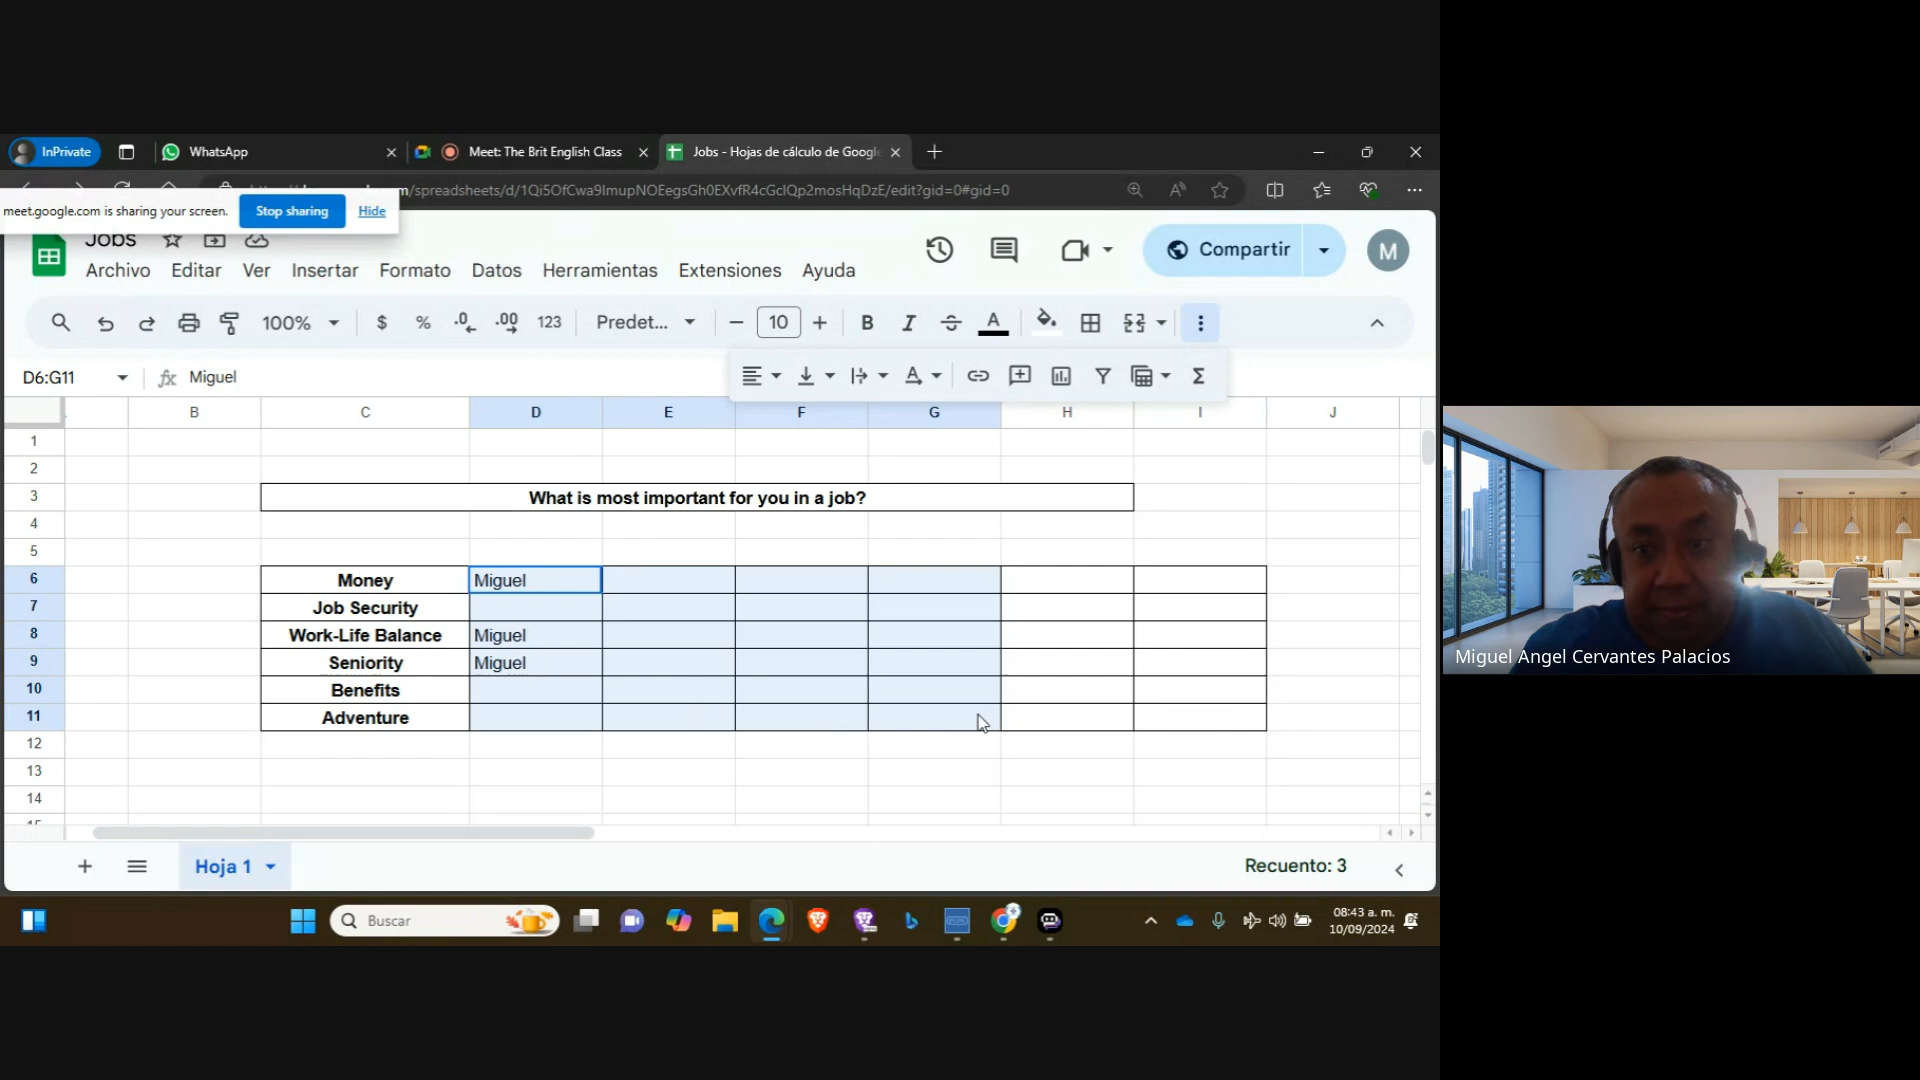 InPrivate
WhatsApp
Meet: The Brit English Class
Jobs - Hojas de cálculo de Google
/spreadsheets/d/1Qi5OfCwa9ImupNOEegsGh0EXvfR4cGclQp2mosHqDzE/edit?gid=0#gid=0
meet.google.com is sharing your screen.
Stop sharing
Hide
Jobs
Archivo Editar Ver Insertar Formato Datos Herramientas Extensiones Ayuda
Compartir
M
100%
$ % .0 .00 123
Predet...
10
B I A
D6:G11
fx Miguel
B C D E F G H I J
1
2
3 What is most important for you in a job?
4
5
6 Money Miguel
7 Job Security
8 Work-Life Balance Miguel
9 Seniority Miguel
10 Benefits
11 Adventure
12
13
14
15
Hoja 1
Recuento: 3
Buscar
08:43 a. m.
10/09/2024
Miguel Angel Cervantes Palacios